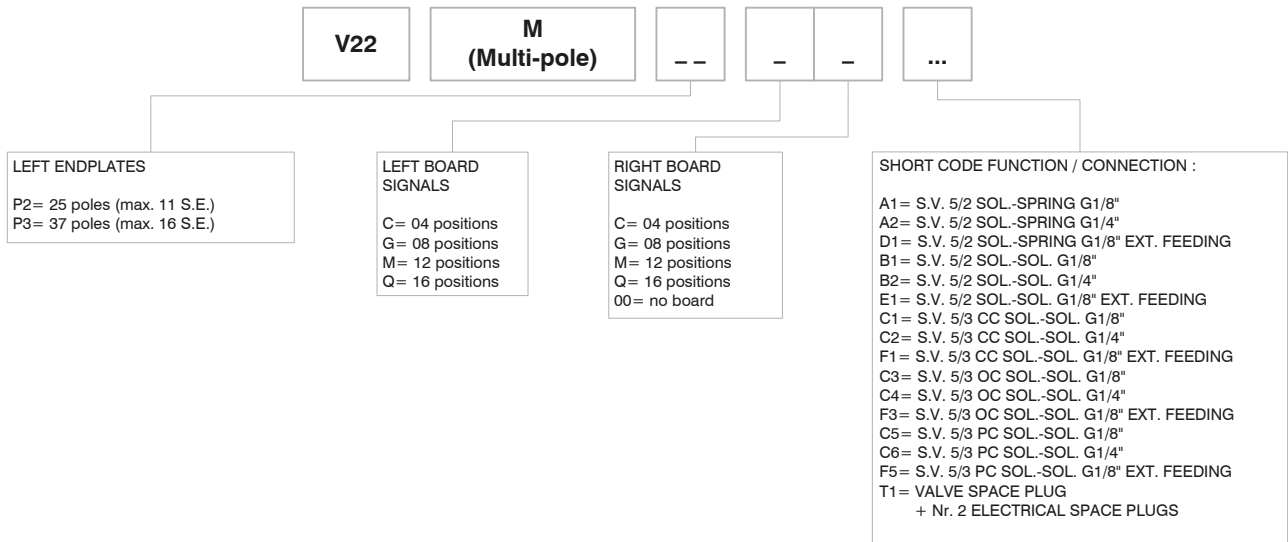 V22
M
(Multi-pole)
_ _
_
_
...
LEFT ENDPLATES
P2= 25 poles (max. 11 S.E.)
P3= 37 poles (max. 16 S.E.)
LEFT BOARD
SIGNALS
C= 04 positions
G= 08 positions
M= 12 positions
Q= 16 positions
RIGHT BOARD
SIGNALS
C= 04 positions
G= 08 positions
M= 12 positions
Q= 16 positions
00= no board
SHORT CODE FUNCTION / CONNECTION :
A1= S.V. 5/2 SOL.-SPRING G1/8"
A2= S.V. 5/2 SOL.-SPRING G1/4"
D1= S.V. 5/2 SOL.-SPRING G1/8" EXT. FEEDING
B1= S.V. 5/2 SOL.-SOL. G1/8"
B2= S.V. 5/2 SOL.-SOL. G1/4"
E1= S.V. 5/2 SOL.-SOL. G1/8" EXT. FEEDING
C1= S.V. 5/3 CC SOL.-SOL. G1/8"
C2= S.V. 5/3 CC SOL.-SOL. G1/4"
F1= S.V. 5/3 CC SOL.-SOL. G1/8" EXT. FEEDING
C3= S.V. 5/3 OC SOL.-SOL. G1/8"
C4= S.V. 5/3 OC SOL.-SOL. G1/4"
F3= S.V. 5/3 OC SOL.-SOL. G1/8" EXT. FEEDING
C5= S.V. 5/3 PC SOL.-SOL. G1/8"
C6= S.V. 5/3 PC SOL.-SOL. G1/4"
F5= S.V. 5/3 PC SOL.-SOL. G1/8" EXT. FEEDING
T1= VALVE SPACE PLUG
+ Nr. 2 ELECTRICAL SPACE PLUGS